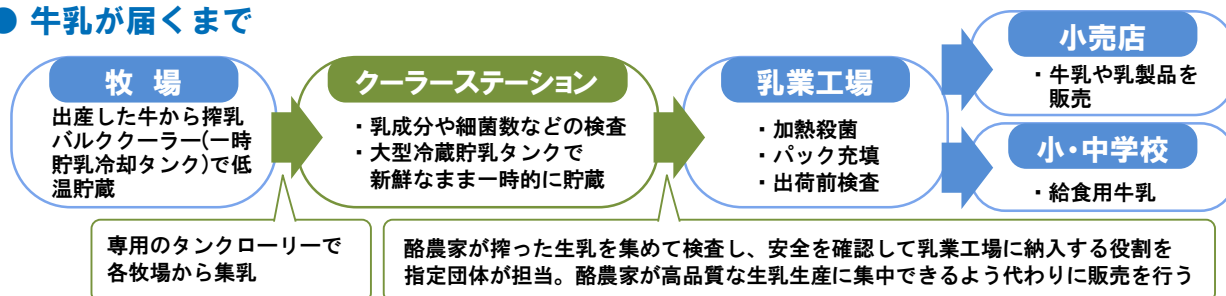 ● 牛乳が届くまで
牧 場
出産した牛から搾乳
バルククーラー(一時
貯乳冷却タンク)で低
温貯蔵
クーラーステーション
・乳成分や細菌数などの検査
・大型冷蔵貯乳タンクで
新鮮なまま一時的に貯蔵
乳業工場
・加熱殺菌
・パック充填
・出荷前検査
小売店
・牛乳や乳製品を
販売
小・中学校
・給食用牛乳
専用のタンクローリーで
各牧場から集乳
酪農家が搾った生乳を集めて検査し、安全を確認して乳業工場に納入する役割を
指定団体が担当。酪農家が高品質な生乳生産に集中できるよう代わりに販売を行う